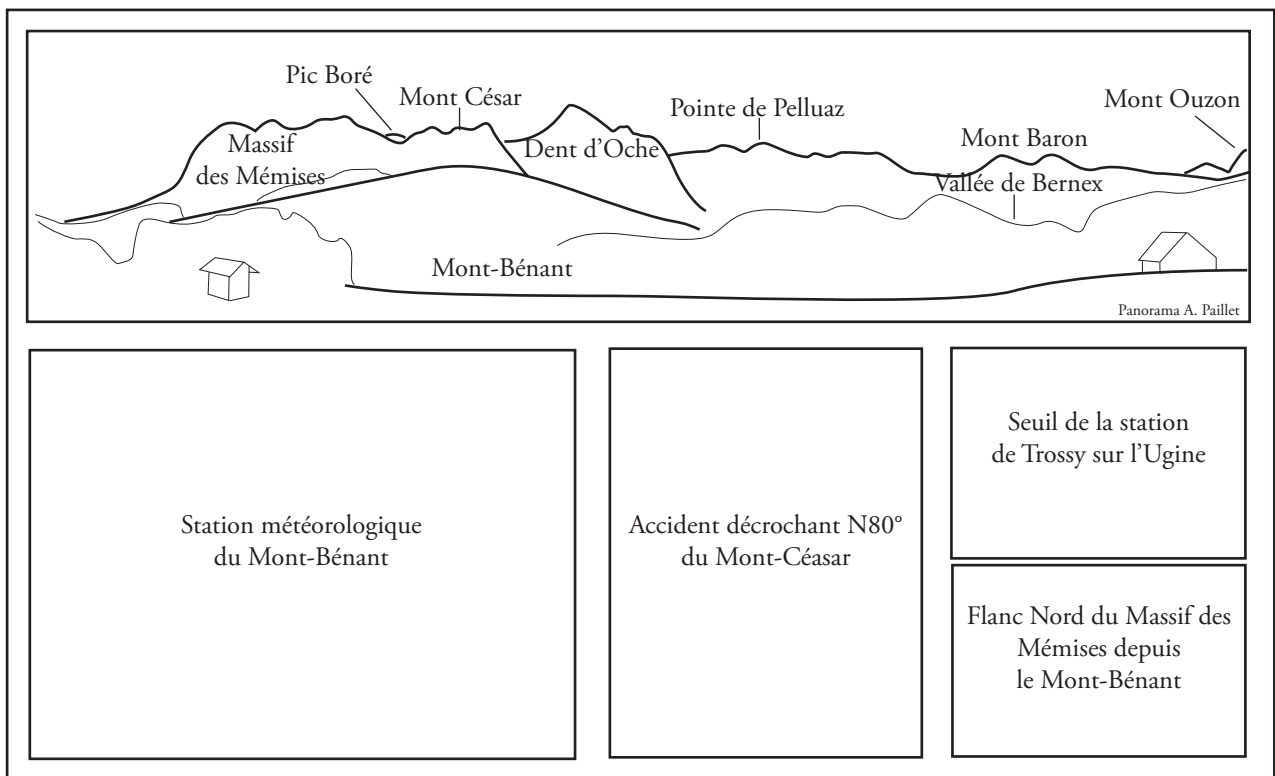 Pic Boré
Mont César
Pointe de Pelluaz
Mont Ouzon
Massif
des Mémises
Dent d'Oche
Mont Baron
Vallée de Bernex
Mont-Bénant
Panorama A. Paillet
Station météorologique
du Mont-Bénant
Accident décrochant N80°
du Mont-Céasar
Seuil de la station
de Trossy sur l'Ugine
Flanc Nord du Massif des
Mémises depuis
le Mont-Bénant